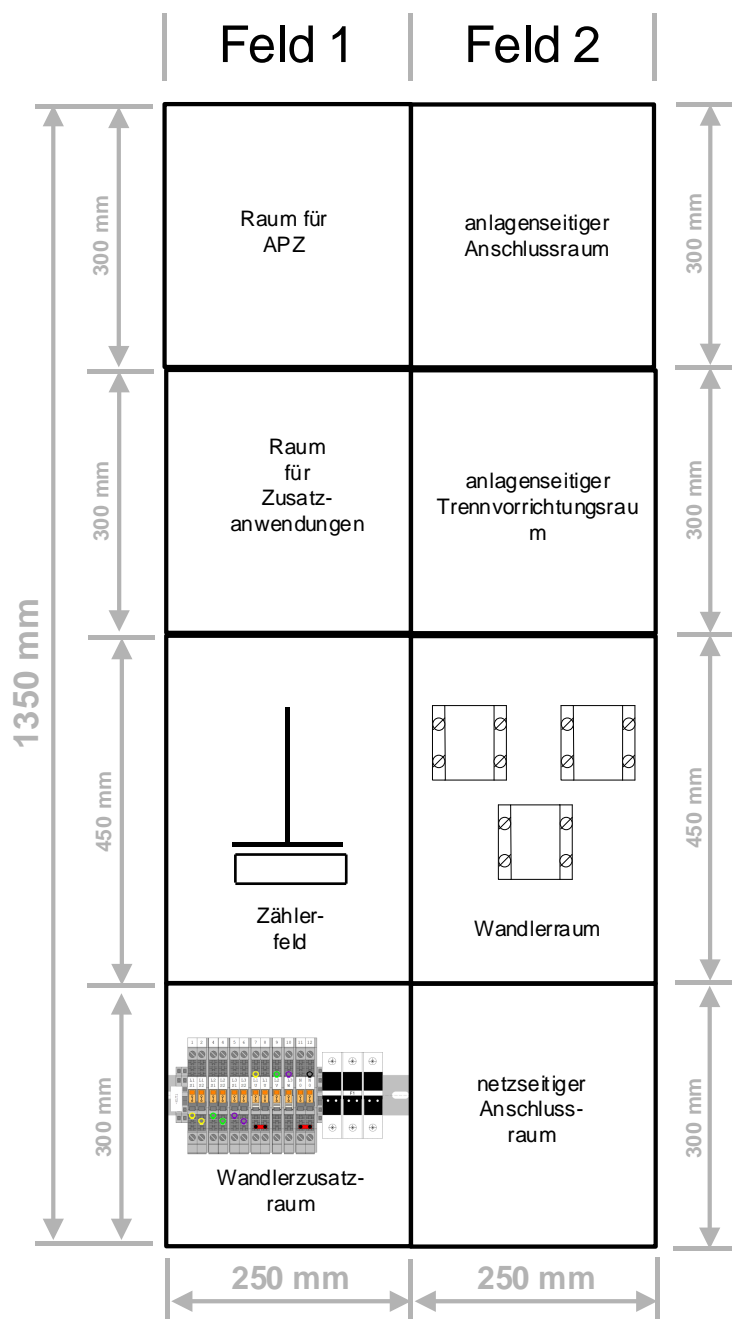 Feld 1
Feld 2
1350 mm
300 mm
Raum für
APZ
anlagenseitiger
Anschlussraum
300 mm
300 mm
Raum
für
Zusatz-
anwendungen
anlagenseitiger
Trennvorrichtungsrau
m
300 mm
450 mm
Zähler-
feld
Wandlerraum
450 mm
300 mm
Wandlerzusatz-
raum
netzseitiger
Anschluss-
raum
300 mm
250 mm
250 mm